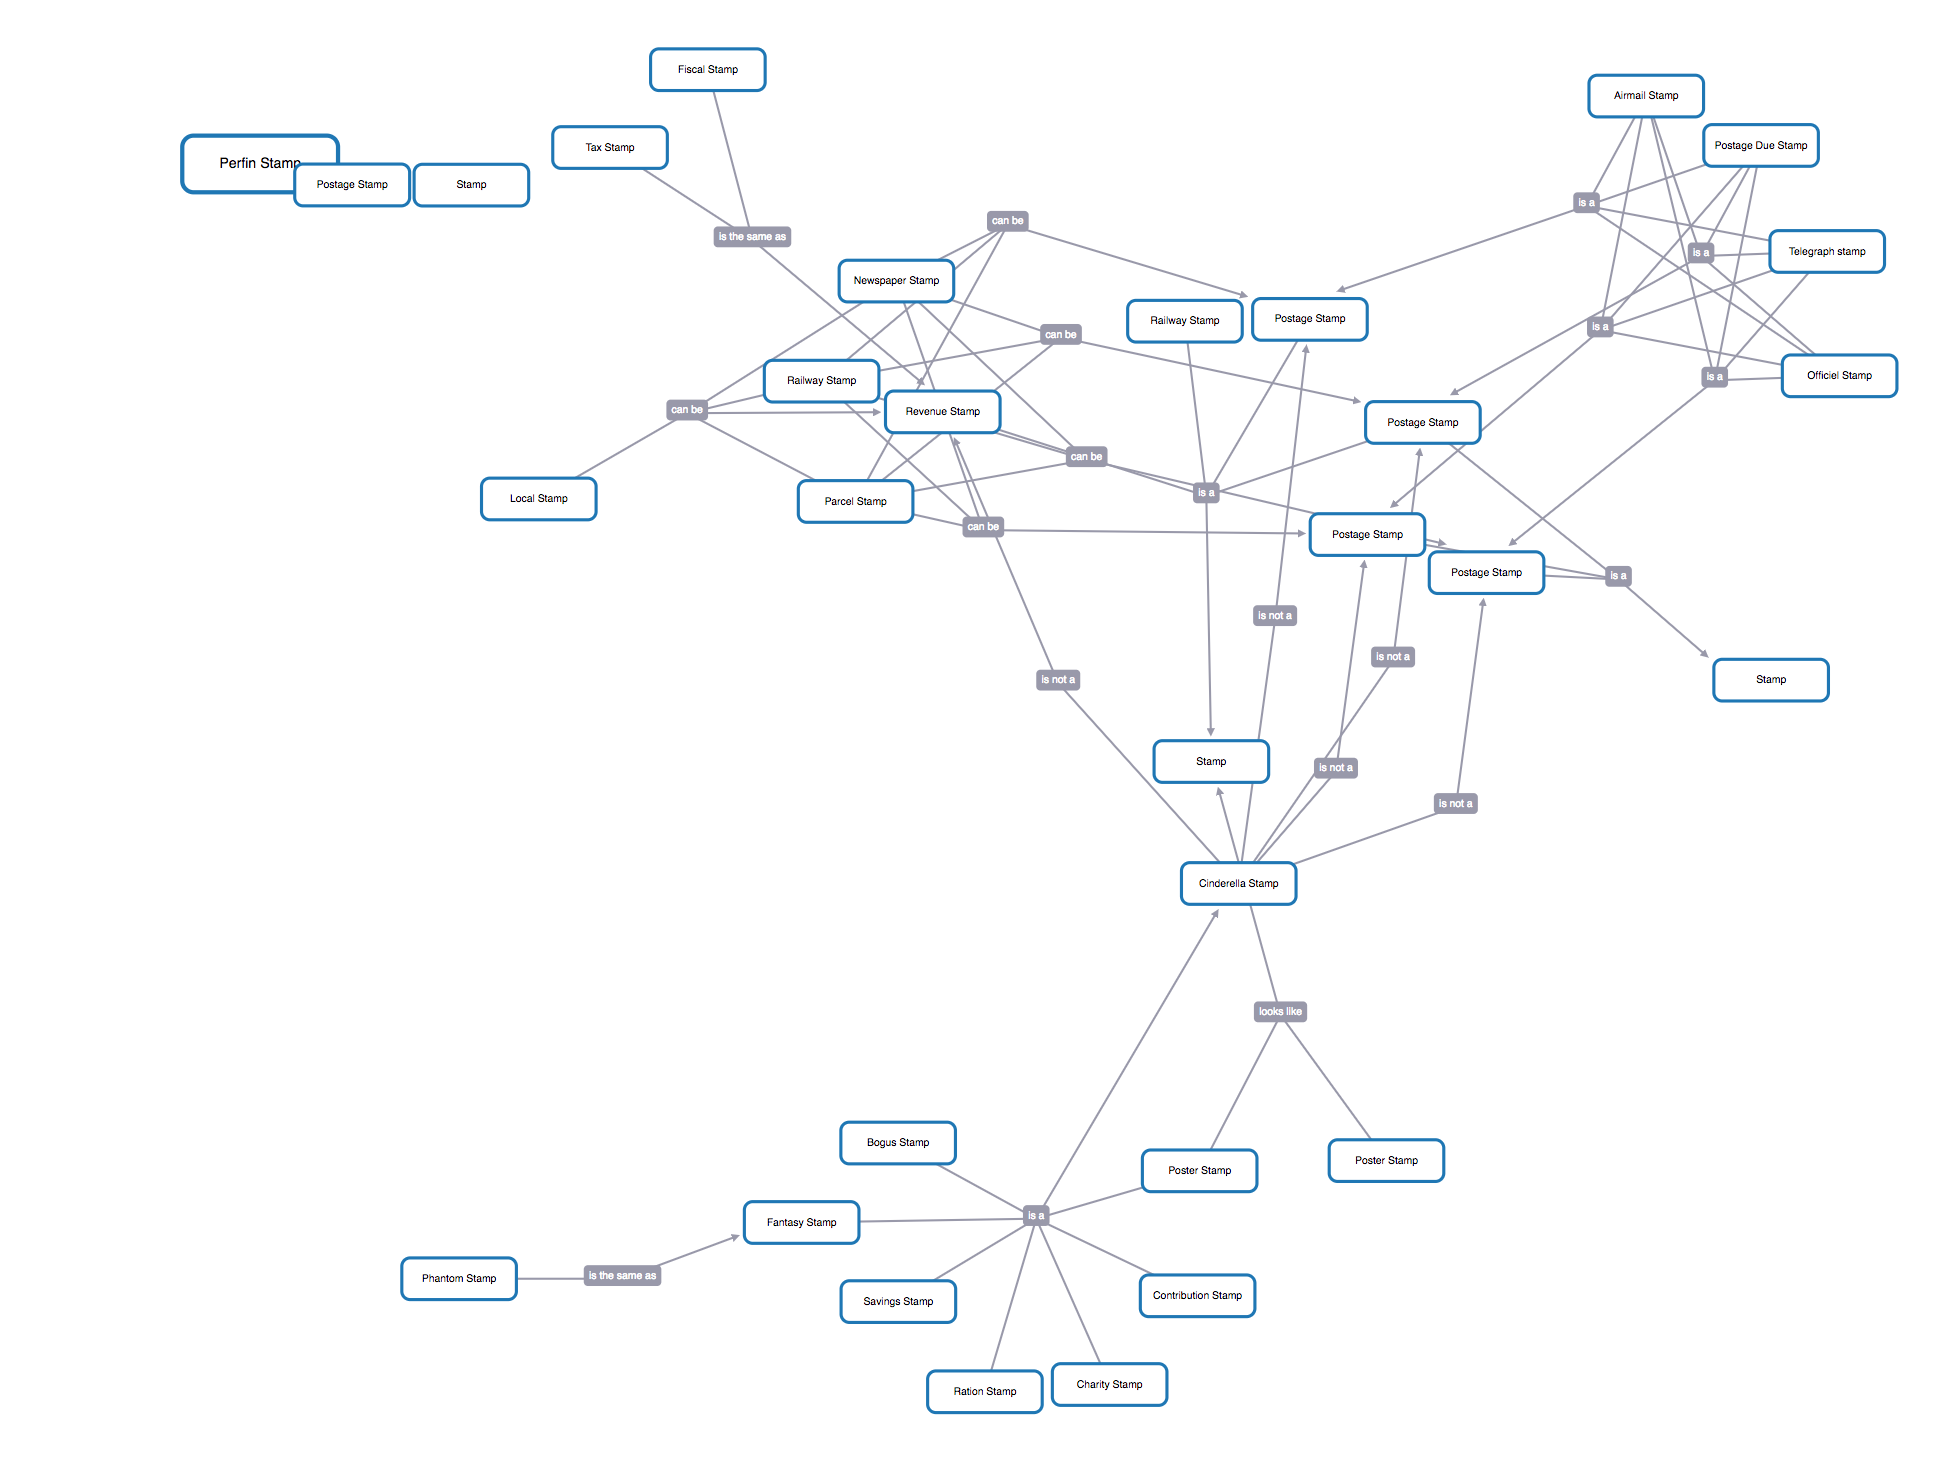 Fiscal Stamp
Airmail Stamp
Tax Stamp
Postage Due Stamp
Perfin Stamp
Postage Stamp
Stamp
is a
can be
is the same as
Telegraph stamp
is a
Newspaper Stamp
Railway Stamp
Postage Stamp
is a
can be
Officiel Stamp
is a
Railway Stamp
can be
Revenue Stamp
Postage Stamp
can be
is a
Local Stamp
Parcel Stamp
can be
Postage Stamp
Postage Stamp
is a
is not a
is not a
is not a
Stamp
Stamp
is not a
is not a
Cinderella Stamp
looks like
Bogus Stamp
Poster Stamp
Poster Stamp
Fantasy Stamp
is a
Phantom Stamp
is the same as
Savings Stamp
Contribution Stamp
Ration Stamp
Charity Stamp